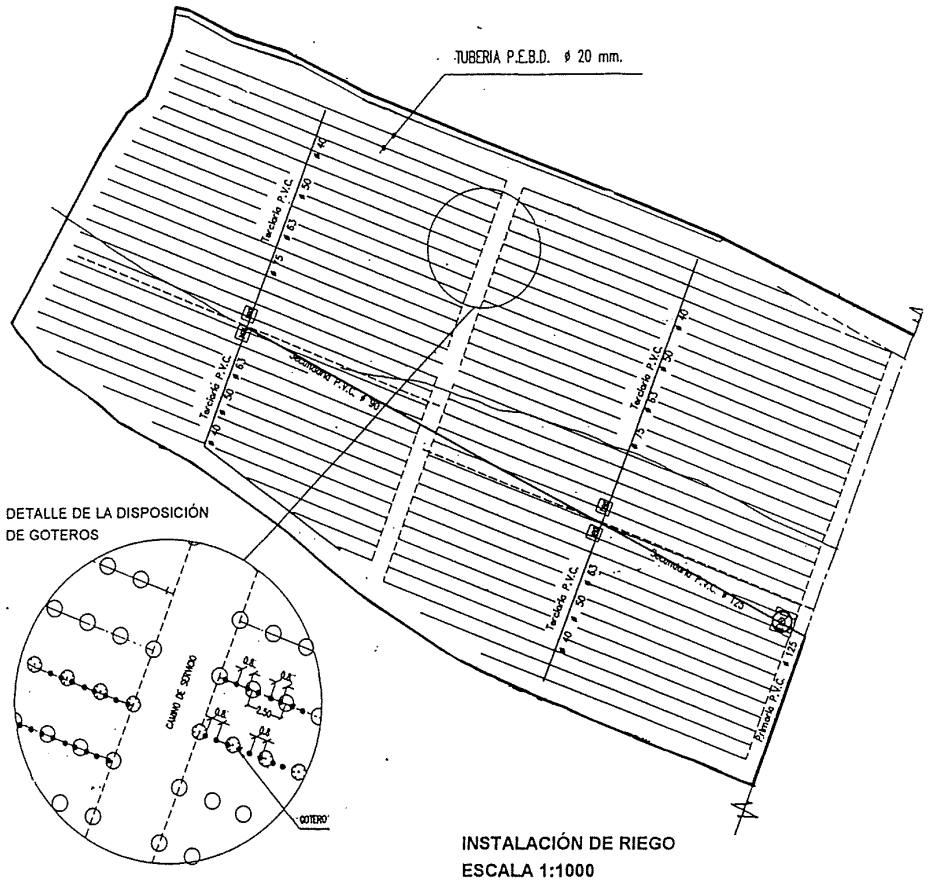 TUBERIA P.E.B.D. ø 20 mm.
Terciaria P.V.C.
ø 75 ø 63 ø 50 ø 40
Terciaria P.V.C.
ø 40 ø 50 ø 63
Secundaria P.V.C. ø 90
Terciaria P.V.C.
ø 75 ø 63 ø 50 ø 40
Terciaria P.V.C.
ø 40 ø 50 ø 63
Secundaria P.V.C. ø 125
Primaria P.V.C. ø 125
DETALLE DE LA DISPOSICIÓN
DE GOTEROS
CAMINO DE SERVICIO
0.8
0.8
2.50
0.8
0.8
GOTERO
INSTALACIÓN DE RIEGO
ESCALA 1:1000